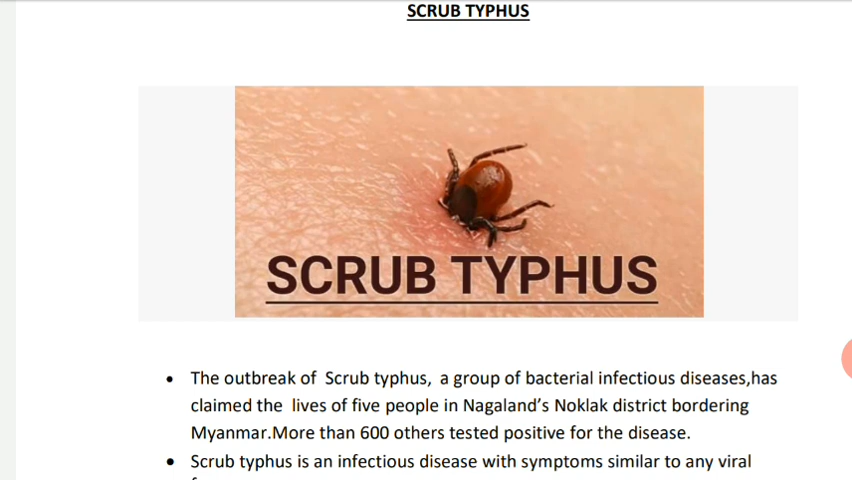 SCRUB TYPHUS
SCRUB TYPHUS
• The outbreak of Scrub typhus, a group of bacterial infectious diseases,has
claimed the lives of five people in Nagaland’s Noklak district bordering
Myanmar.More than 600 others tested positive for the disease.
• Scrub typhus is an infectious disease with symptoms similar to any viral